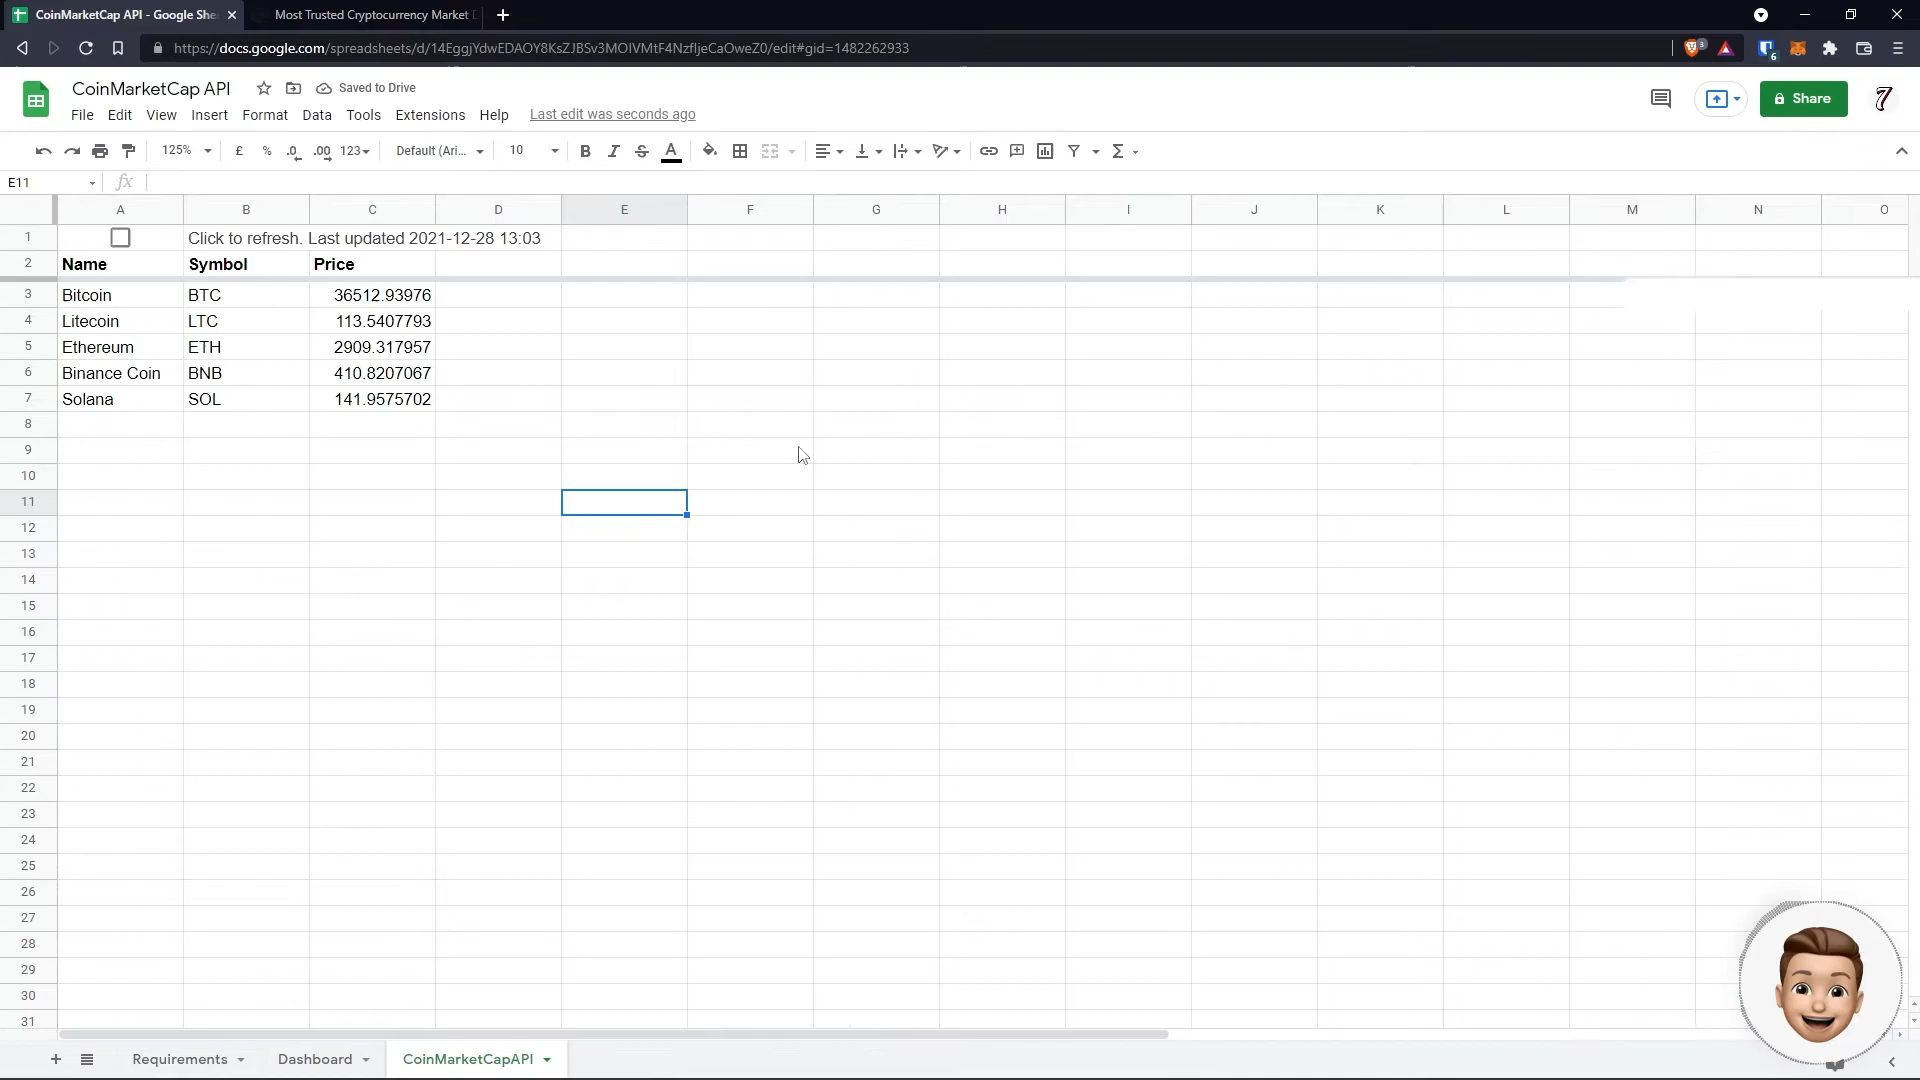 CoinMarketCap API - Google She
Most Trusted Cryptocurrency Market
https://docs.google.com/spreadsheets/d/14EggjYdwEDAOY8KsZJBSv3MOIVMtF4NzfIjeCaOweZ0/edit#gid=1482262933
3
6
CoinMarketCap API
Saved to Drive
File Edit View Insert Format Data Tools Extensions Help
Last edit was seconds ago
Share
125% £ % .0 .00 123 Default (Ari... 10 B I S A Σ
E11 fx
A B C D E F G H I J K L M N O
1 Click to refresh. Last updated 2021-12-28 13:03
2 Name Symbol Price
3 Bitcoin BTC 36512.93976
4 Litecoin LTC 113.5407793
5 Ethereum ETH 2909.317957
6 Binance Coin BNB 410.8207067
7 Solana SOL 141.9575702
8
9
10
11
12
13
14
15
16
17
18
19
20
21
22
23
24
25
26
27
28
29
30
31
Requirements Dashboard CoinMarketCapAPI